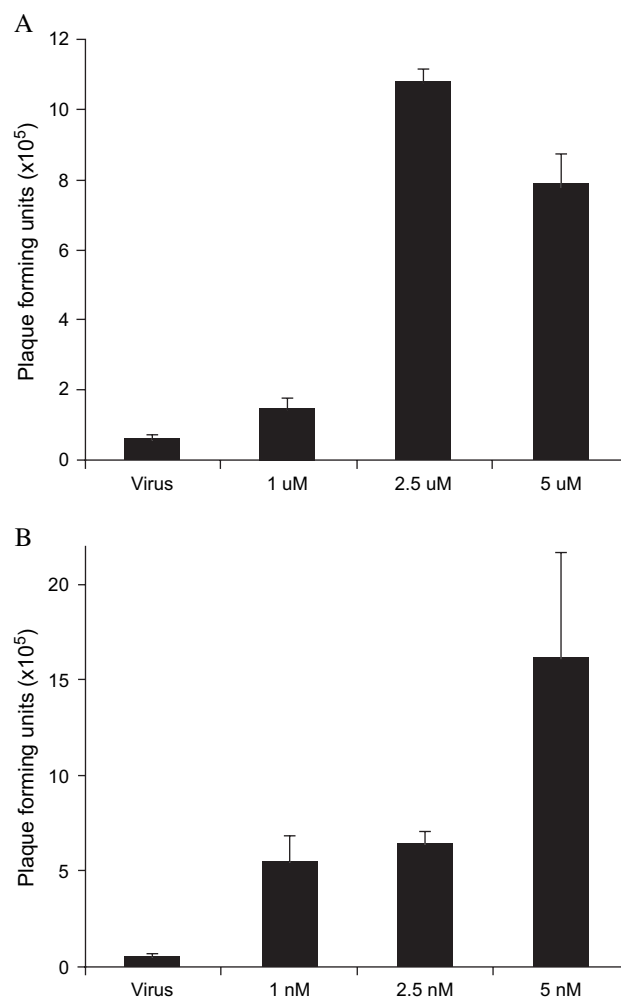 A
12
10
8
6
4
2
0
Plaque forming units (x10⁵)
Virus 1 uM 2.5 uM 5 uM
B
20
15
10
5
0
Plaque forming units (x10⁵)
Virus 1 nM 2.5 nM 5 nM